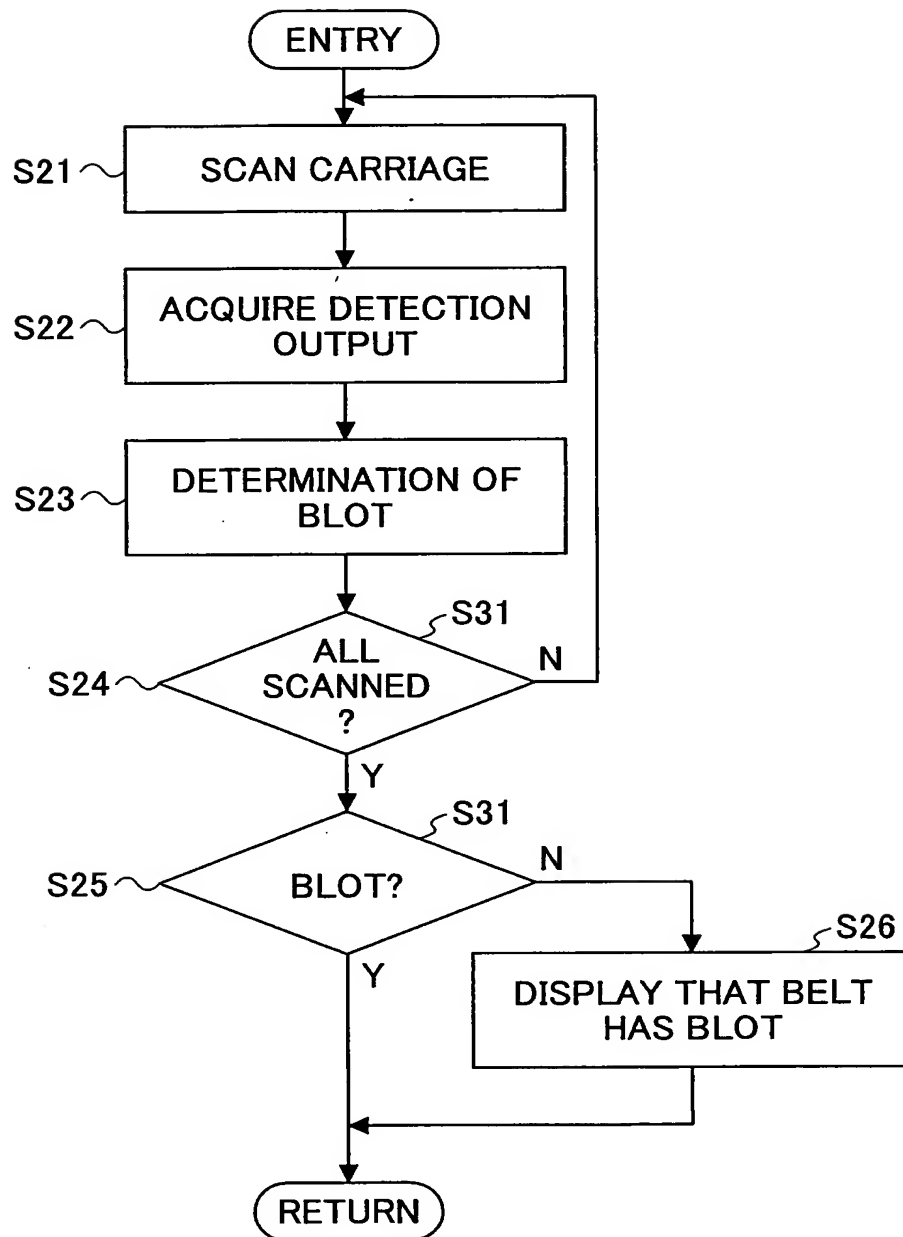 ENTRY
S21
SCAN CARRIAGE
S22
ACQUIRE DETECTION
OUTPUT
S23
DETERMINATION OF
BLOT
S31
S24
ALL
SCANNED
?
N
Y
S31
S25
BLOT?
N
Y
S26
DISPLAY THAT BELT
HAS BLOT
RETURN